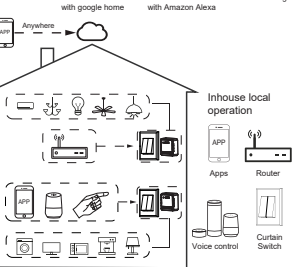 with google home
with Amazon Alexa
APP
Anywhere
Inhouse local
operation
APP
Apps
Router
APP
Voice control
Curtain
Switch